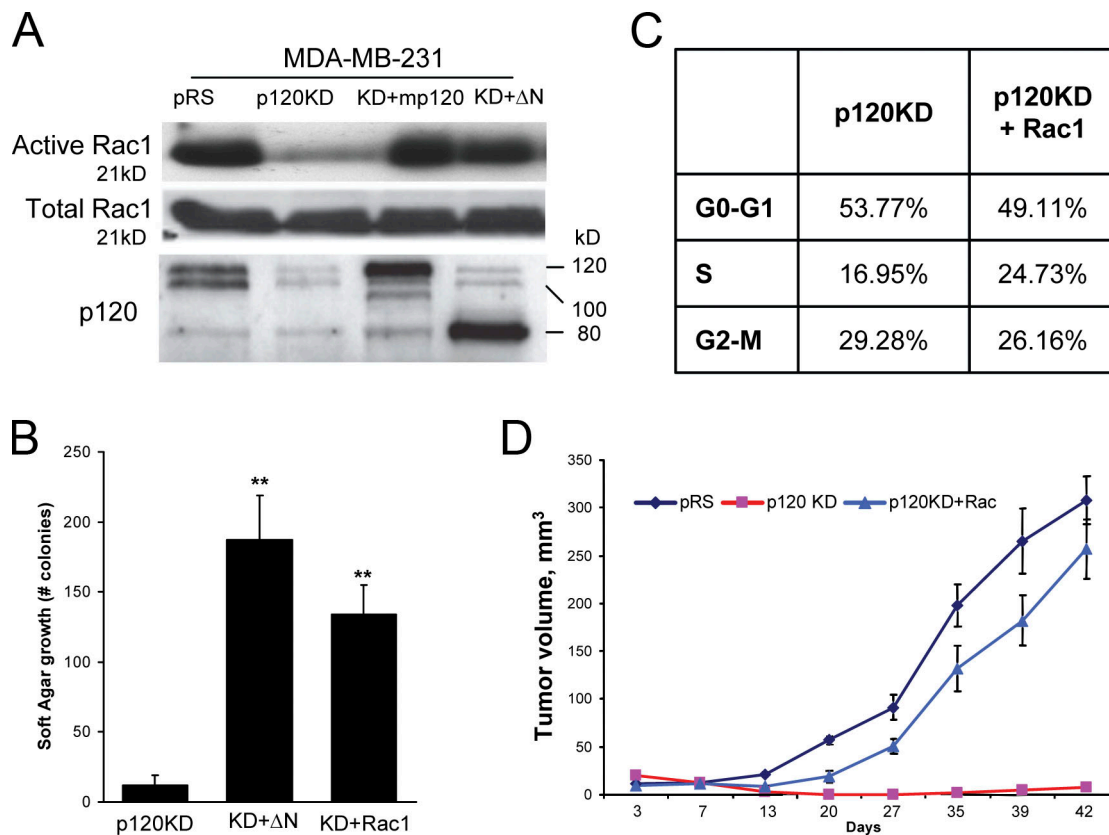 A
MDA-MB-231
pRS p120KD KD+mp120 KD+ΔN
Active Rac1
21kD
Total Rac1
21kD
kD
p120
120
100
80
B
Soft Agar growth (# colonies)
250
200
150
100
50
0
**
**
p120KD KD+ΔN KD+Rac1
C
p120KD p120KD + Rac1
G0-G1 53.77% 49.11%
S 16.95% 24.73%
G2-M 29.28% 26.16%
D
Tumor volume, mm³
350
300
250
200
150
100
50
0
pRS p120 KD p120KD+Rac
3 7 13 20 27 35 39 42
Days